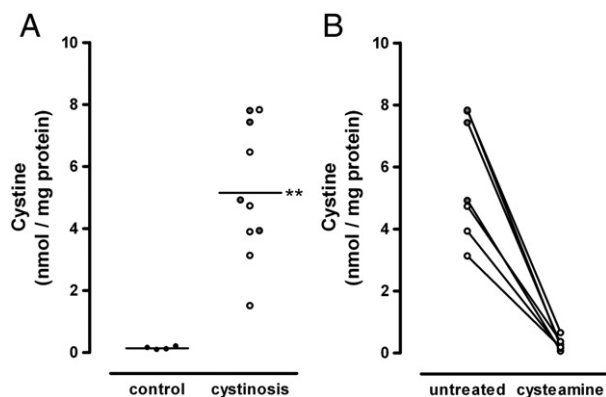 A
Cystine
(nmol / mg protein)
10
8
6
4
2
0
**
control cystinosis
B
Cystine
(nmol / mg protein)
10
8
6
4
2
0
untreated cysteamine